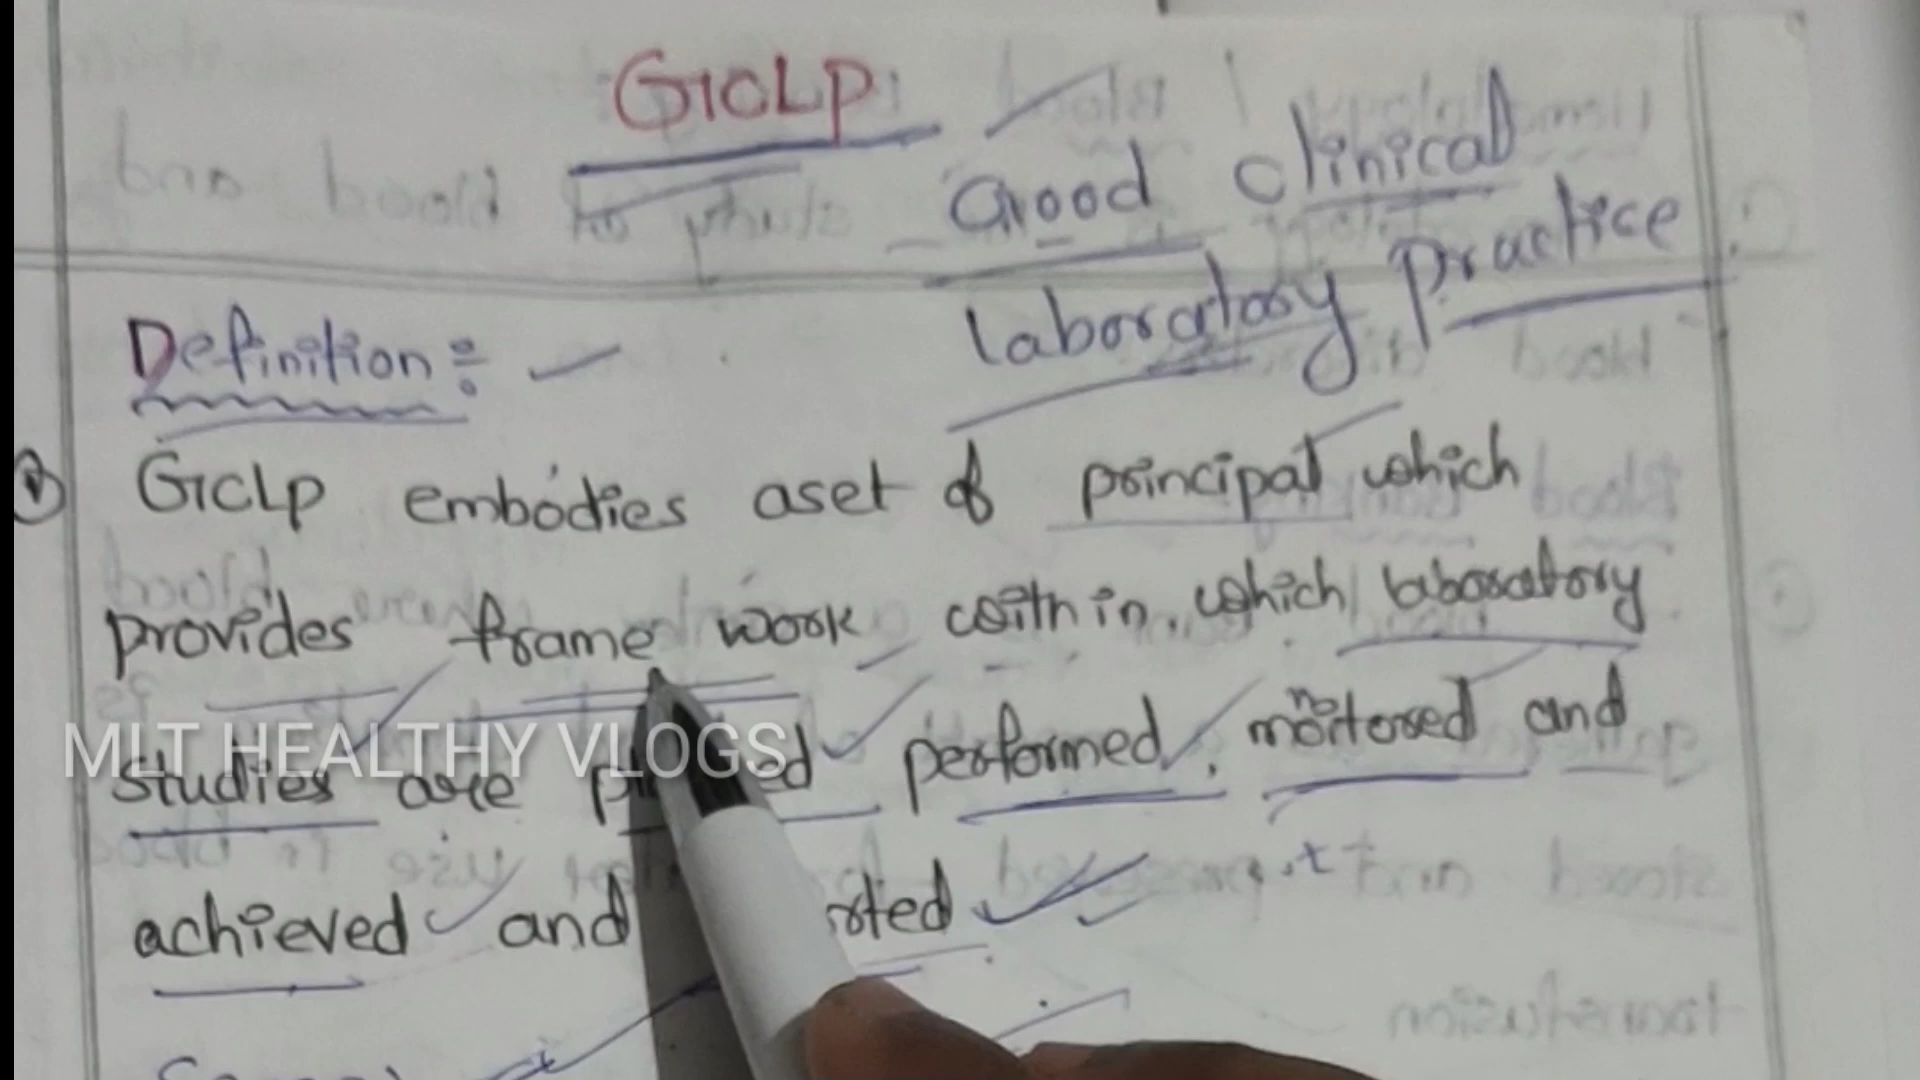 GCLP
Good clinical
laboratory practice
Definition:
GCLP embodies aset of principal which
provides frame work within which laboratory
MLT HEALTHY VLOGS
studies are performed, monitored and
achieved and